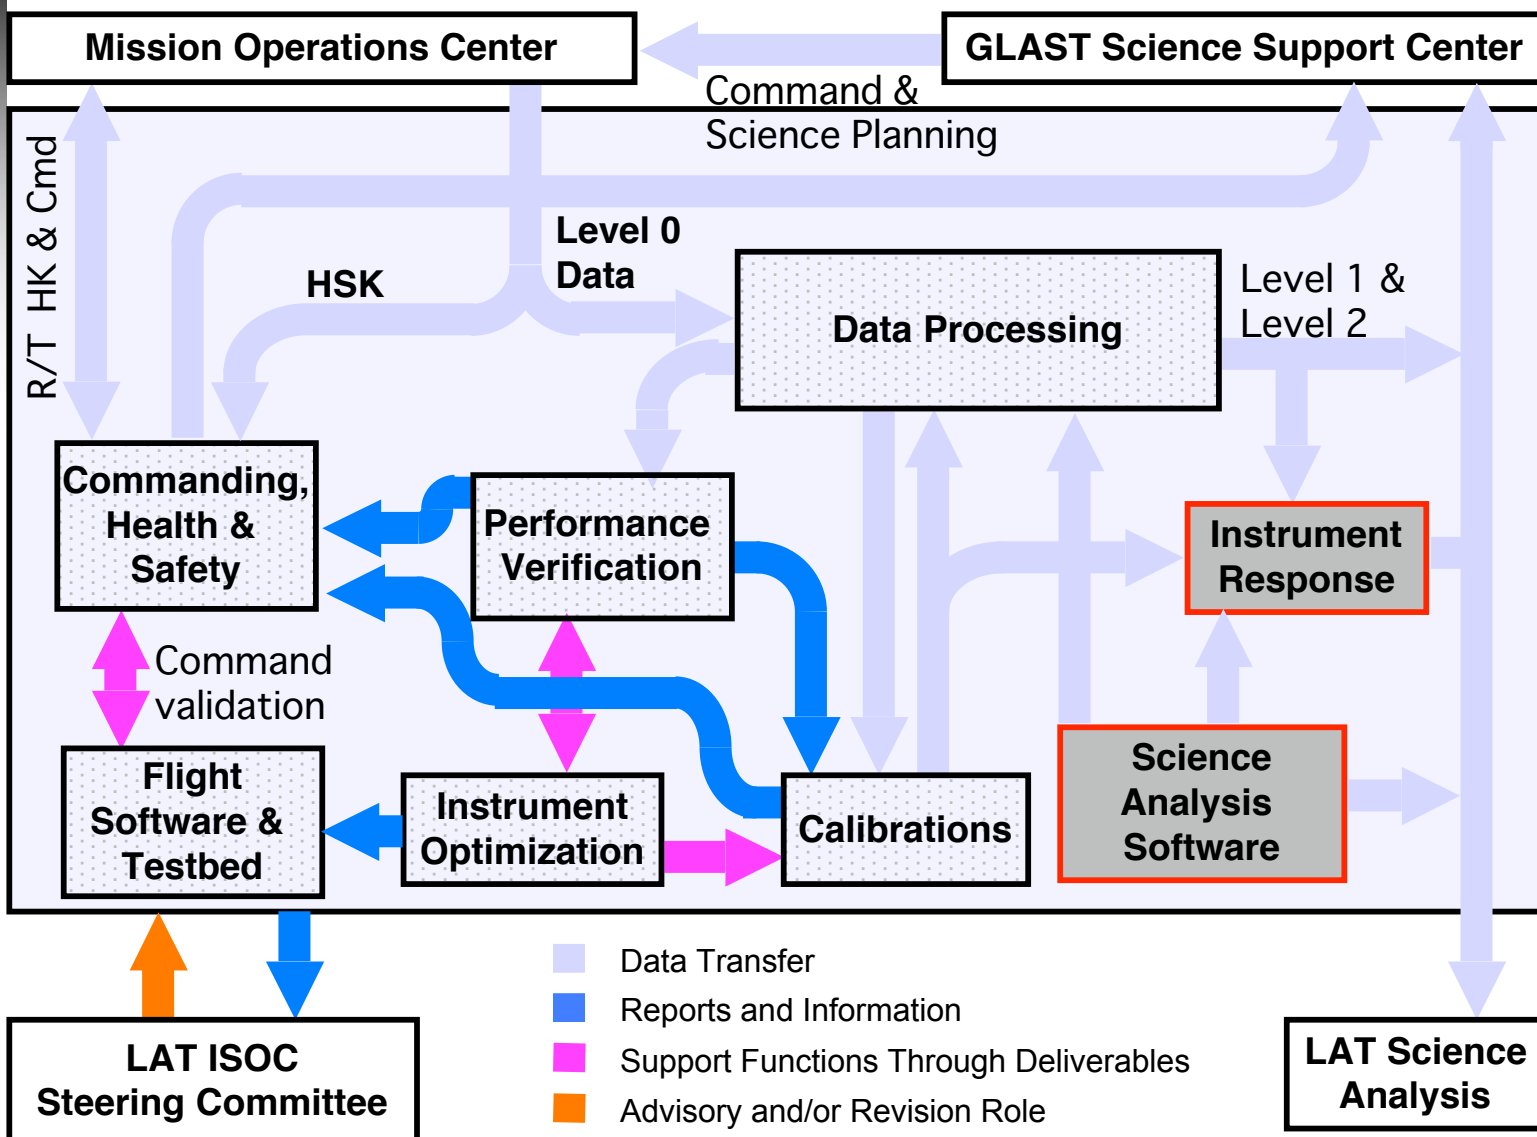 Mission Operations Center
GLAST Science Support Center
Command &
Science Planning
R/T HK & Cmd
Level 0
Data
HSK
Data Processing
Level 1 &
Level 2
Commanding,
Health &
Safety
Performance
Verification
Instrument
Response
Command
validation
Flight
Software &
Testbed
Instrument
Optimization
Calibrations
Science
Analysis
Software
Data Transfer
Reports and Information
Support Functions Through Deliverables
Advisory and/or Revision Role
LAT ISOC
Steering Committee
LAT Science
Analysis